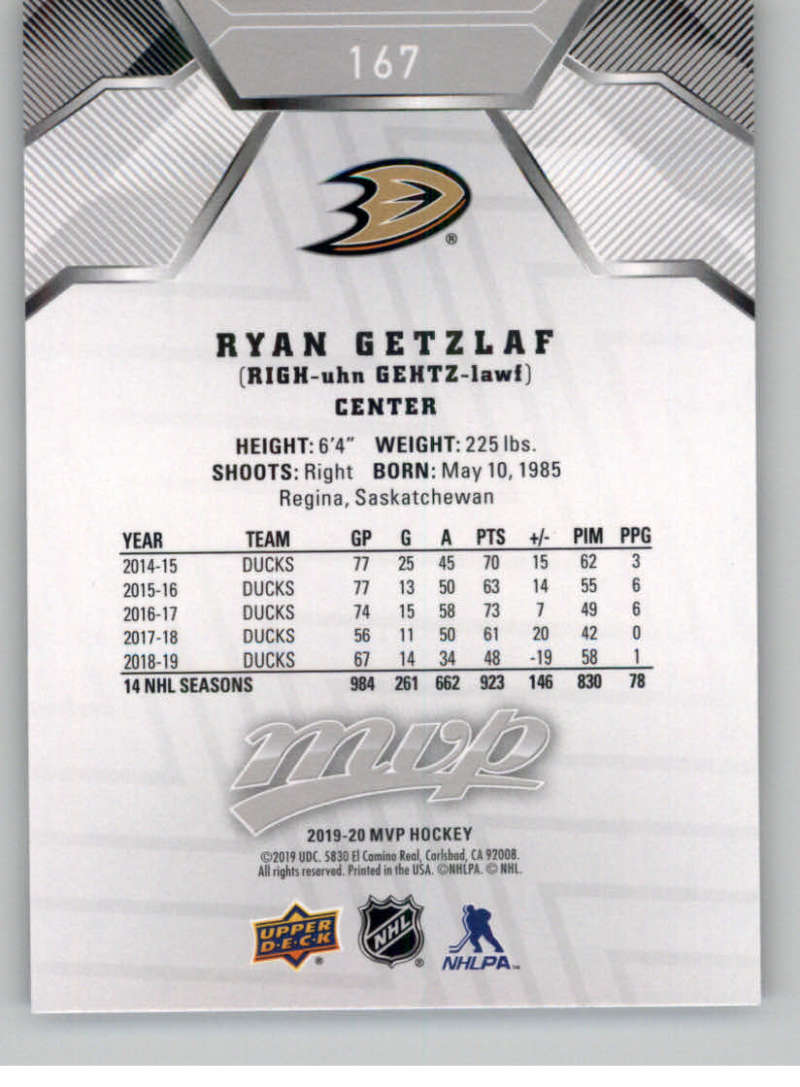 167
®
RYAN GETZLAF
(RIGH-uhn GEHTZ-lawf)
CENTER
HEIGHT: 6'4" WEIGHT: 225 lbs.
SHOOTS: Right BORN: May 10, 1985
Regina, Saskatchewan
YEAR TEAM GP G A PTS +/- PIM PPG
2014-15 DUCKS 77 25 45 70 15 62 3
2015-16 DUCKS 77 13 50 63 14 55 6
2016-17 DUCKS 74 15 58 73 7 49 6
2017-18 DUCKS 56 11 50 61 20 42 0
2018-19 DUCKS 67 14 34 48 -19 58 1
14 NHL SEASONS 984 261 662 923 146 830 78
mvp
2019-20 MVP HOCKEY
©2019 UDC. 5830 El Camino Real, Carlsbad, CA 92008.
All rights reserved. Printed in the USA. ©NHLPA. © NHL.
UPPER DECK ® NHL ® NHLPA™